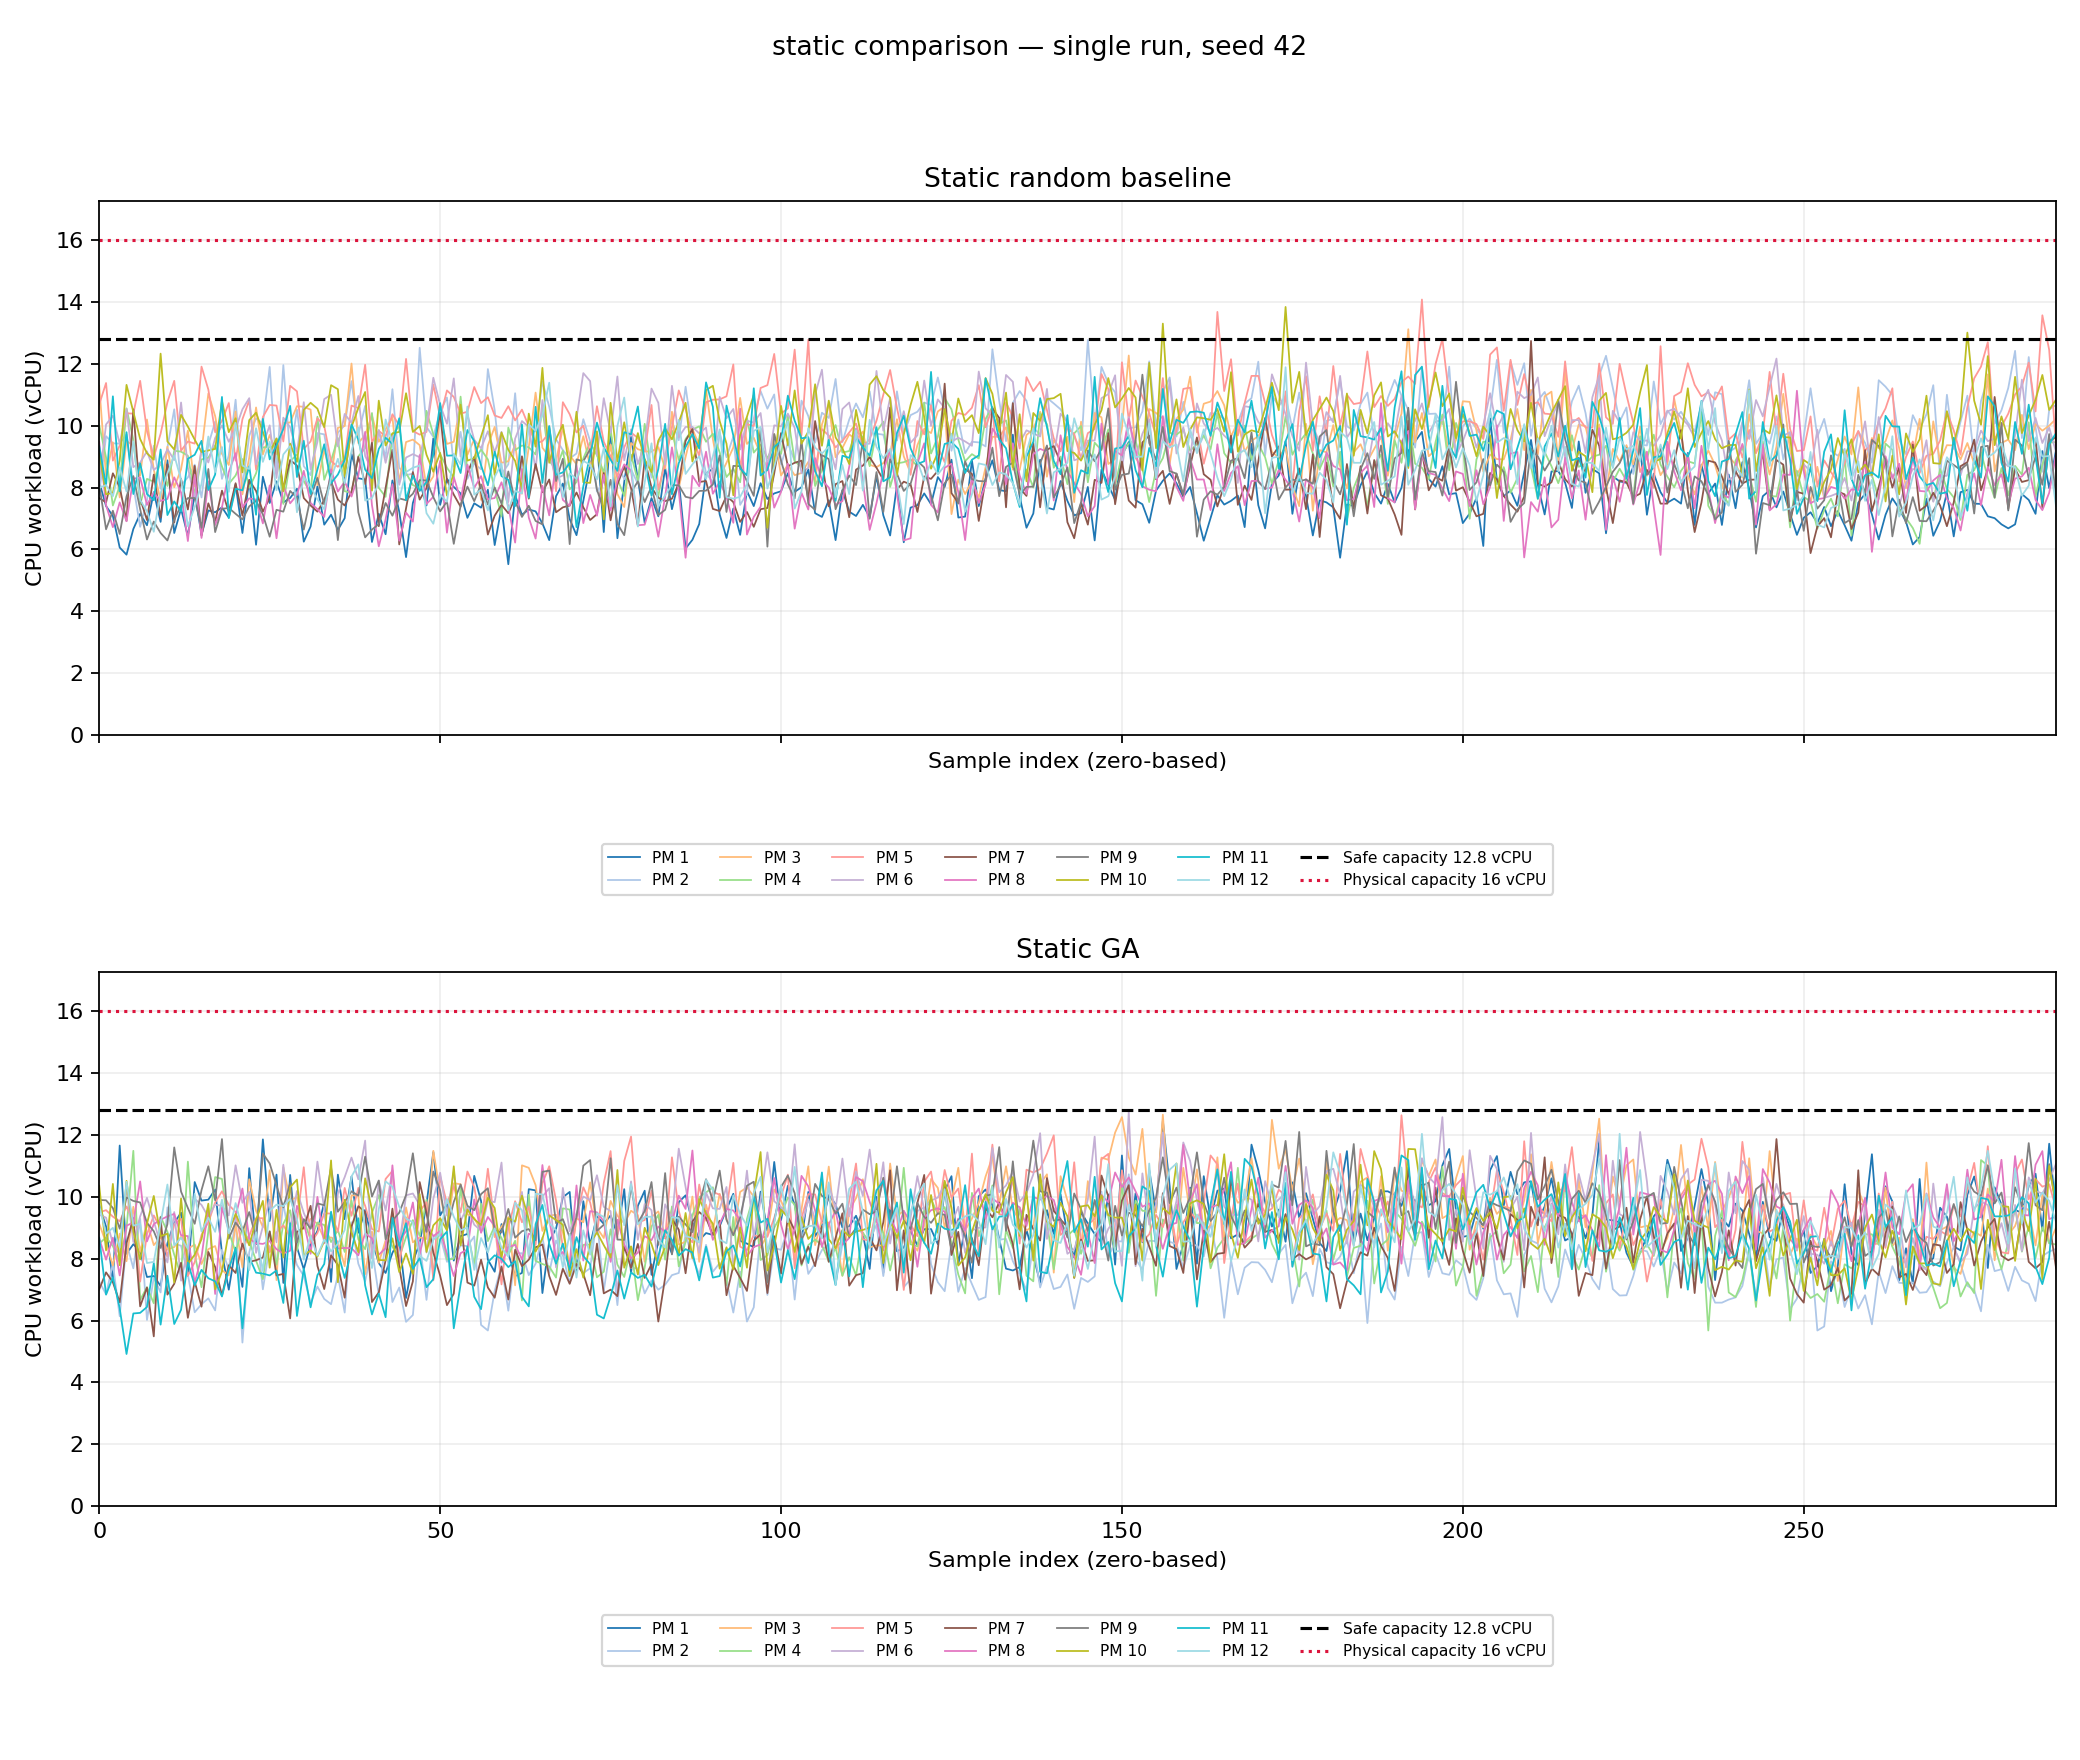 static comparison — single run, seed 42
Static random baseline
CPU workload (vCPU)
16
14
12
10
8
6
4
2
0
Sample index (zero-based)
PM 1 PM 3 PM 5 PM 7 PM 9 PM 11 Safe capacity 12.8 vCPU
PM 2 PM 4 PM 6 PM 8 PM 10 PM 12 Physical capacity 16 vCPU
Static GA
CPU workload (vCPU)
16
14
12
10
8
6
4
2
0
0 50 100 150 200 250
Sample index (zero-based)
PM 1 PM 3 PM 5 PM 7 PM 9 PM 11 Safe capacity 12.8 vCPU
PM 2 PM 4 PM 6 PM 8 PM 10 PM 12 Physical capacity 16 vCPU